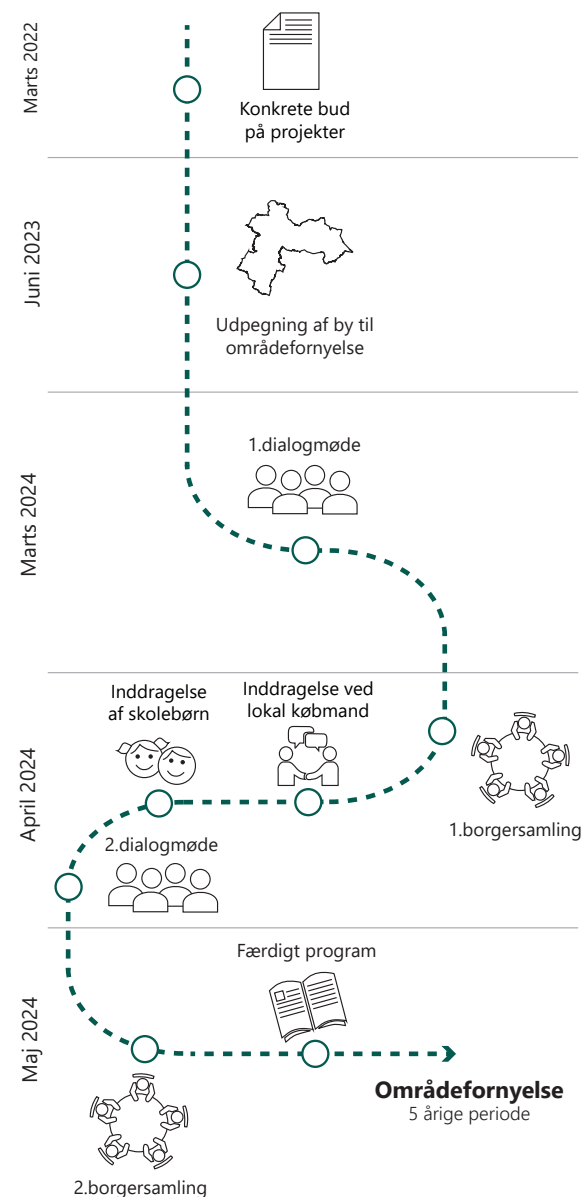 Marts 2022
Konkrete bud
på projekter
Juni 2023
Udpegning af by til
områdefornyelse
Marts 2024
1.dialogmøde
April 2024
Inddragelse
af skolebørn
Inddragelse ved
lokal købmand
1.borgersamling
2.dialogmøde
Maj 2024
Færdigt program
Områdefornyelse
5 årige periode
2.borgersamling